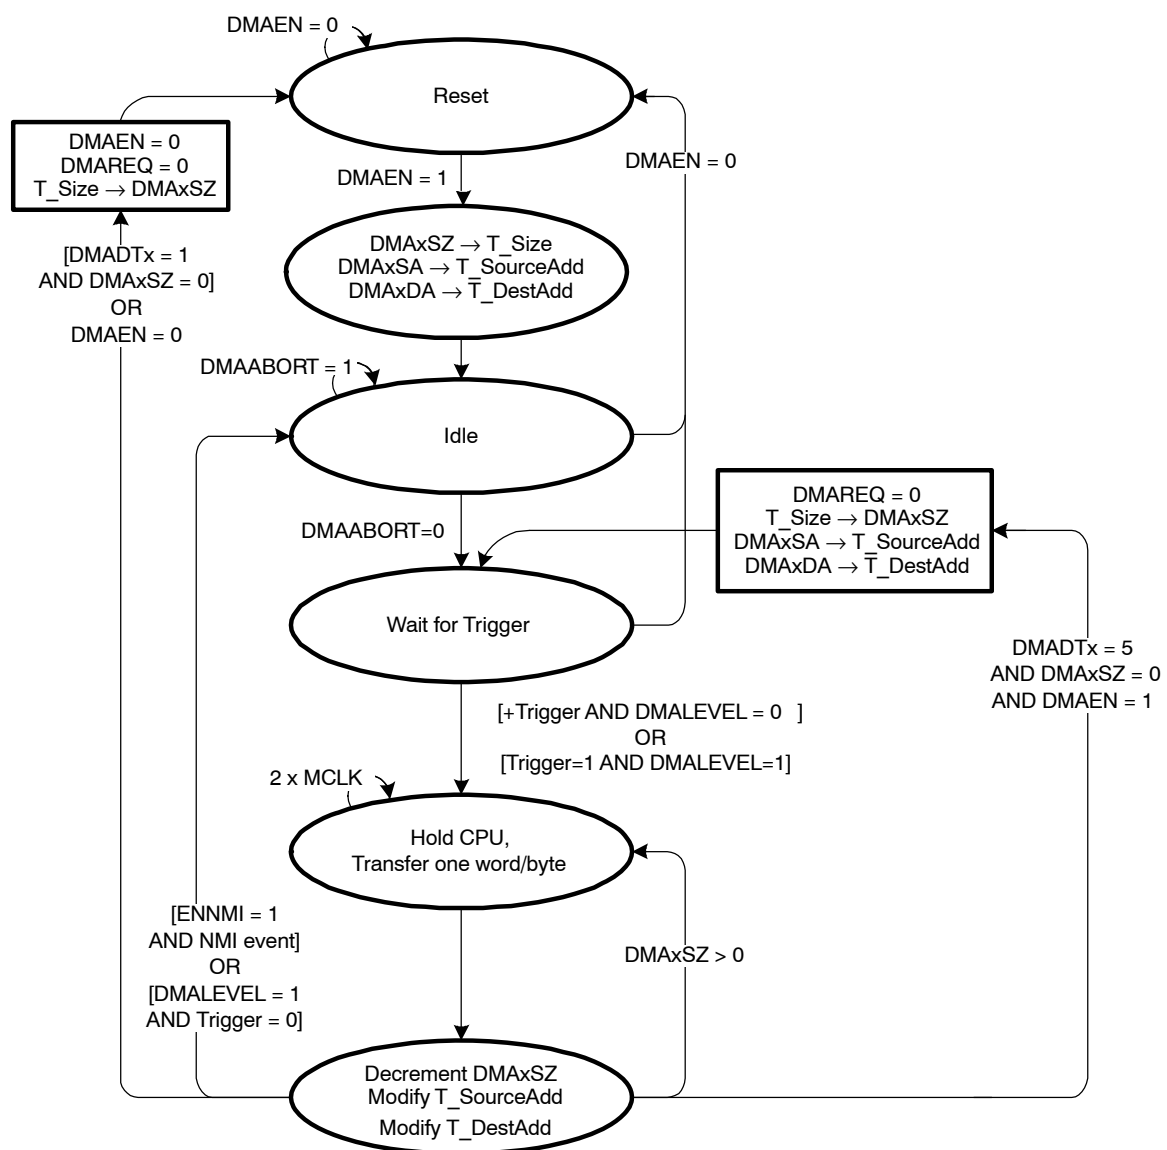 DMAEN = 0
Reset
DMAEN = 0
DMAREQ = 0
T_Size → DMAxSZ
DMAEN = 0
DMAEN = 1
DMAxSZ → T_Size
DMAxSA → T_SourceAdd
DMAxDA → T_DestAdd
[DMADTx = 1
AND DMAxSZ = 0]
OR
DMAEN = 0
DMAABORT = 1
Idle
DMAABORT=0
DMAREQ = 0
T_Size → DMAxSZ
DMAxSA → T_SourceAdd
DMAxDA → T_DestAdd
Wait for Trigger
DMADTx = 5
AND DMAxSZ = 0
AND DMAEN = 1
[+Trigger AND DMALEVEL = 0 ]
OR
[Trigger=1 AND DMALEVEL=1]
2 x MCLK
Hold CPU,
Transfer one word/byte
[ENNMI = 1
AND NMI event]
OR
[DMALEVEL = 1
AND Trigger = 0]
DMAxSZ > 0
Decrement DMAxSZ
Modify T_SourceAdd
Modify T_DestAdd